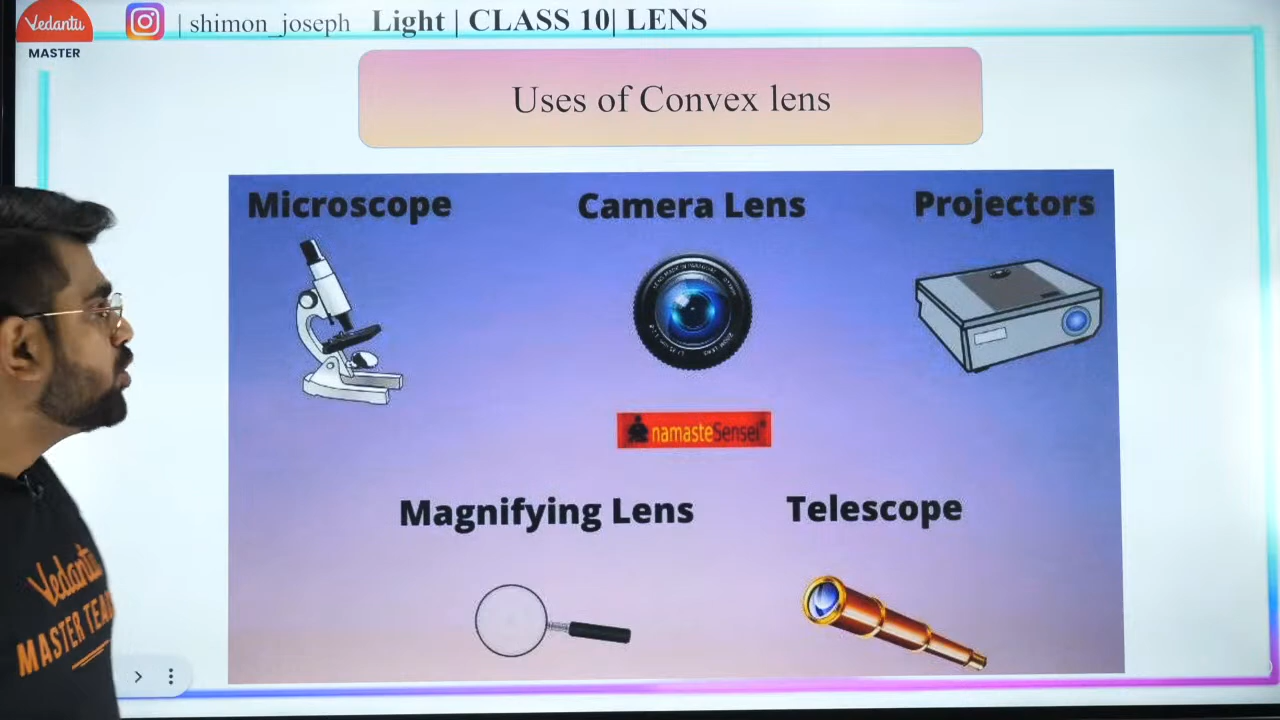 Vedantu
MASTER
| shimon_joseph Light | CLASS 10| LENS
Uses of Convex lens
Microscope
Camera Lens
Projectors
namasteSensei
Magnifying Lens
Telescope
Vedantu
MASTER TEA